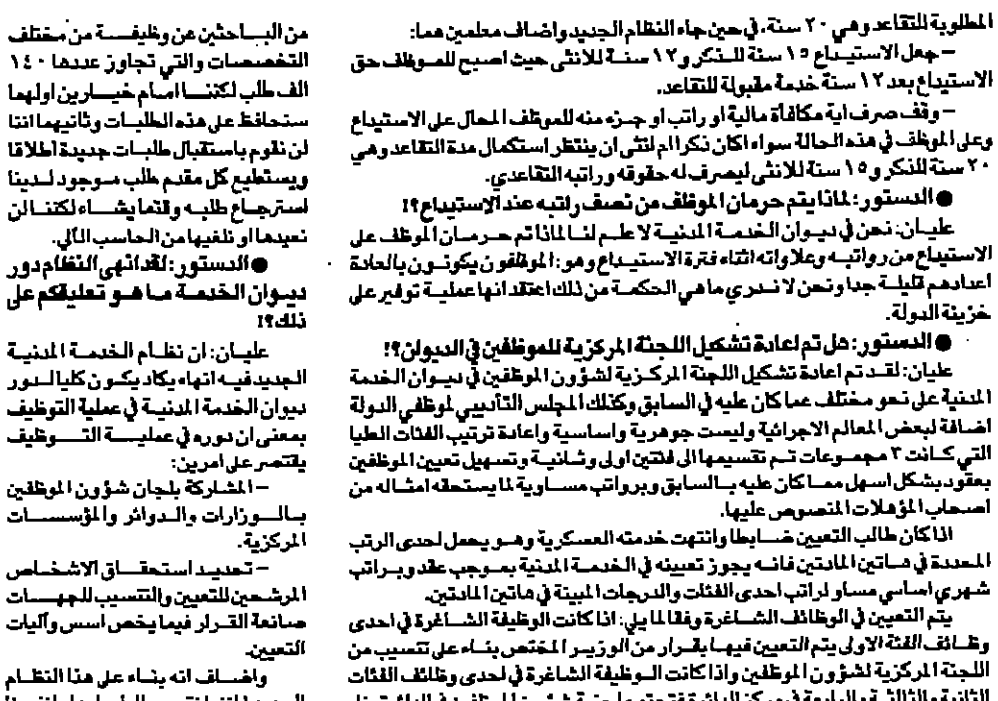 المطلوبة للتقاعد وهي ٢٠ سنة، في حين جاء النظام الجديد واضاف معلمين هما:
– جعل الاستيداع ١٥ سنة للذكر و١٢ سنة للانثى حيث اصبح للموظف حق
الاستيداع بعد ١٢ سنة خدمة مقبولة للتقاعد.
– وقف صرف اية مكافأة مالية او راتب او جزء منه للموظف المحال على الاستيداع
وعلى الموظف في هذه الحالة سواء اكان ذكرا ام انثى ان ينتظر استكمال مدة التقاعد وهي
٢٠ سنة للذكر و١٥ سنة للانثى ليصرف له حقوقه وراتبه التقاعدي.
● الدستور: لماذا يتم حرمان الموظف من نصف راتبه عند الاستيداع؟!
عليان: نحن في ديوان الخدمة المدنية لا علم لنا لماذا تم حرمان الموظف على
الاستيداع من رواتبه وعلاواته اثناء فترة الاستيداع وهو: الموظفون يكونون بالعادة
اعدادهم قليلة جدا ونحن لا ندري ما هي الحكمة من ذلك اعتقد انها عملية توفير على
خزينة الدولة.
● الدستور: هل تم اعادة تشكيل اللجنة المركزية للموظفين في الديوان؟!
عليان: لقد تم اعادة تشكيل اللجنة المركزية لشؤون الموظفين في ديوان الخدمة
المدنية على نحو مختلف عما كان عليه في السابق وكذلك المجلس التأديبي لموظفي الدولة
اضافة لبعض المعالم الاجرائية وليست جوهرية واساسية واعادة ترتيب الفئات العليا
التي كانت ٣ مجموعات تم تقسيمها الى فئتين اولى وثانية وتسهيل تعيين الموظفين
بعقود بشكل اسهل مما كان عليه بالسابق وبرواتب مساوية لما يستحقه امثاله من
اصحاب المؤهلات المنصوص عليها.
اذا كان طالب التعيين ضابطا وانتهت خدمته العسكرية وهو يحمل احدى الرتب
المحددة في هاتين المادتين فانه يجوز تعيينه في الخدمة المدنية بموجب عقد وبراتب
شهري اساسي مساو لراتب احدى الفئات والدرجات المبينة في هاتين المادتين.
يتم التعيين في الوظائف الشاغرة وفقا لما يلي: اذا كانت الوظيفة الشاغرة في احدى
وظائف الفئة الاولى يتم التعيين فيها بقرار من الوزير المختص بناء على تنسيب من
اللجنة المركزية لشؤون الموظفين واذا كانت الوظيفة الشاغرة في احدى وظائف الفئات
الثانية والثالثة والرابعة في مركز الدائرة
من الباحثين عن وظيفة من مختلف
التخصصات والتي تجاوز عددها ١٤٠
الف طلب لكننا امام خيارين اولهما
سنحافظ على هذه الطلبات وثانيهما اننا
لن نقوم باستقبال طلبات جديدة اطلاقا
ويستطيع كل مقدم طلب موجود لدينا
استرجاع طلبه وقتما يشاء لكننا لن
نعيدها او نلغيها من الحاسب الآلي.
● الدستور: لقد انهى النظام دور
ديوان الخدمة ما هو تعليقكم على
ذلك؟!
عليان: ان نظام الخدمة المدنية
الجديد فيه انهاء يكاد يكون كليا لدور
ديوان الخدمة المدنية في عملية التوظيف
بمعنى ان دوره في عملية التوظيف
يقتصر على امرين:
– المشاركة بلجان شؤون الموظفين
بالوزارات والدوائر والمؤسسات
المركزية.
– تحديد استحقاق الاشخاص
المرشحين للتعيين والتنسيب للجهات
صانعة القرار فيما يخص اسس وآليات
التعيين.
واضاف انه بناء على هذا النظام